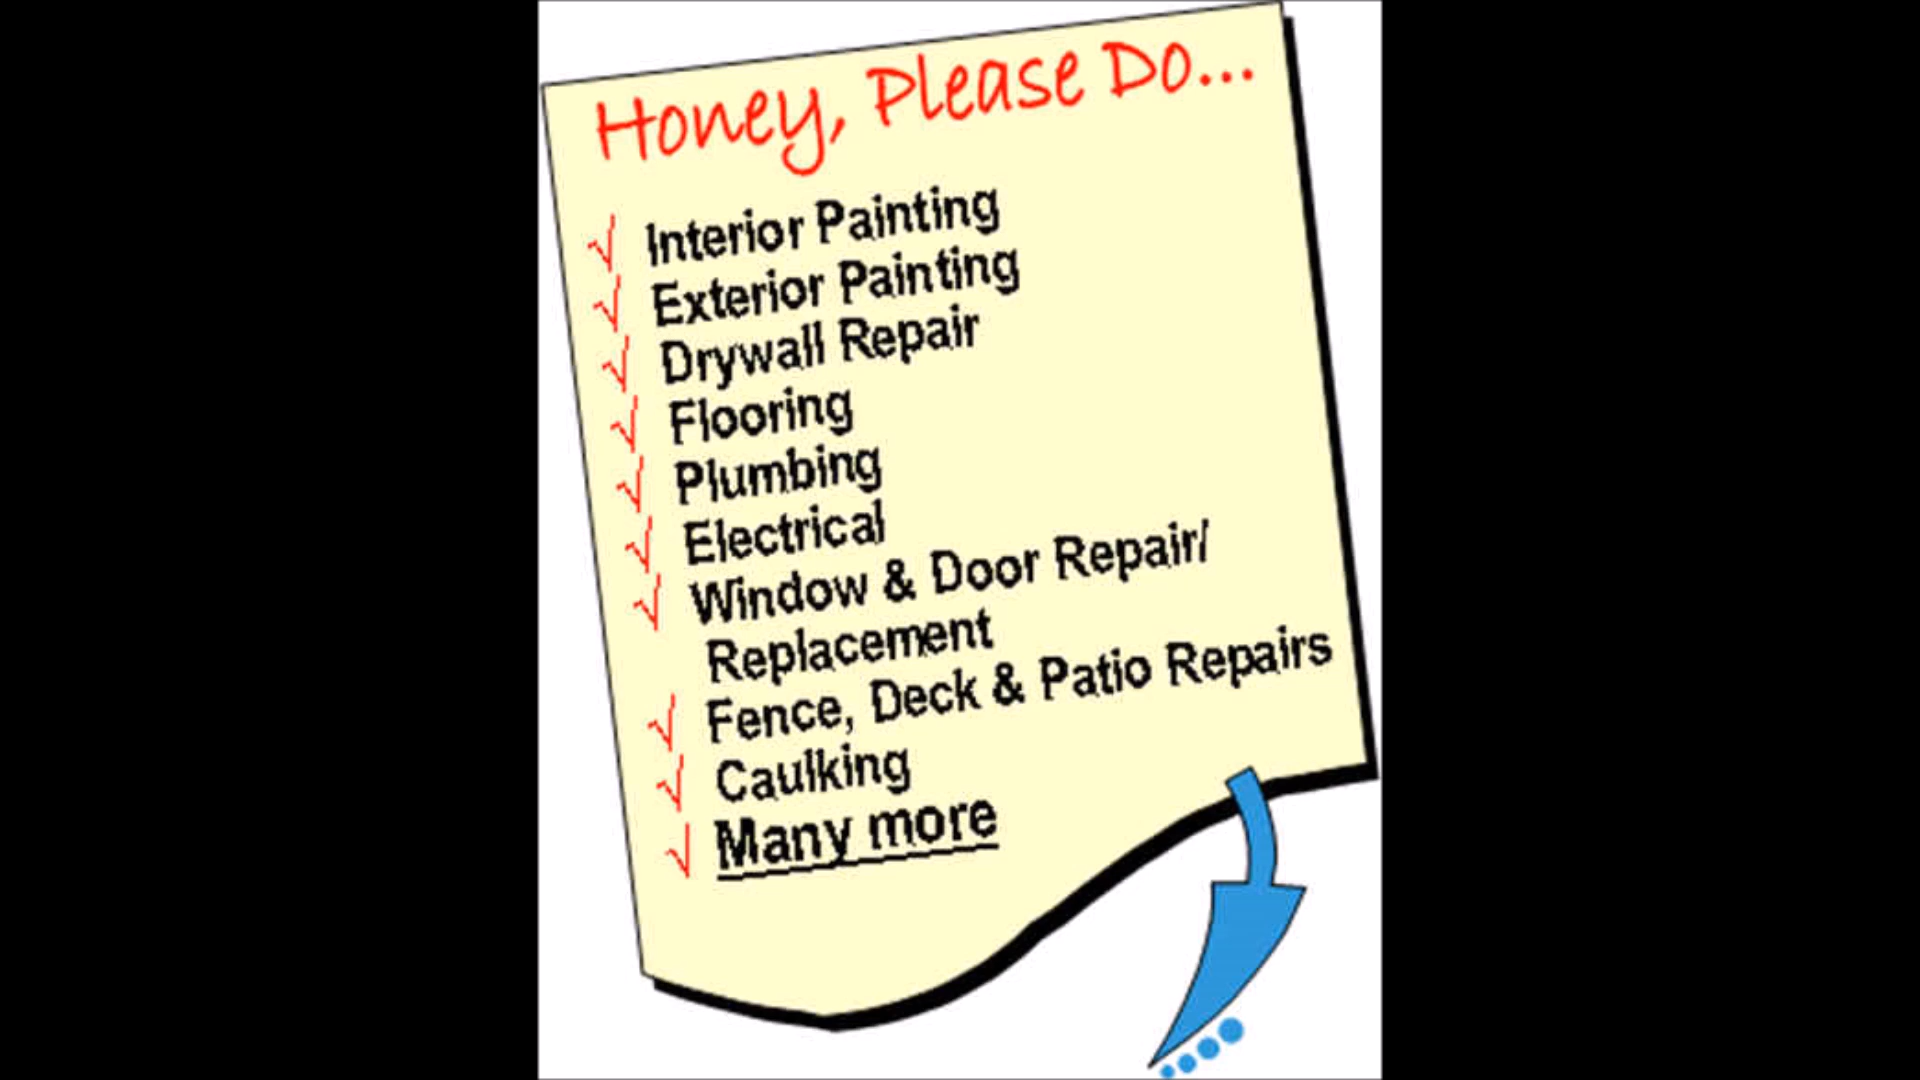 Honey, Please Do...
√ Interior Painting
√ Exterior Painting
√ Drywall Repair
√ Flooring
√ Plumbing
√ Electrical
√ Window & Door Repair/
Replacement
√ Fence, Deck & Patio Repairs
√ Caulking
√ Many more